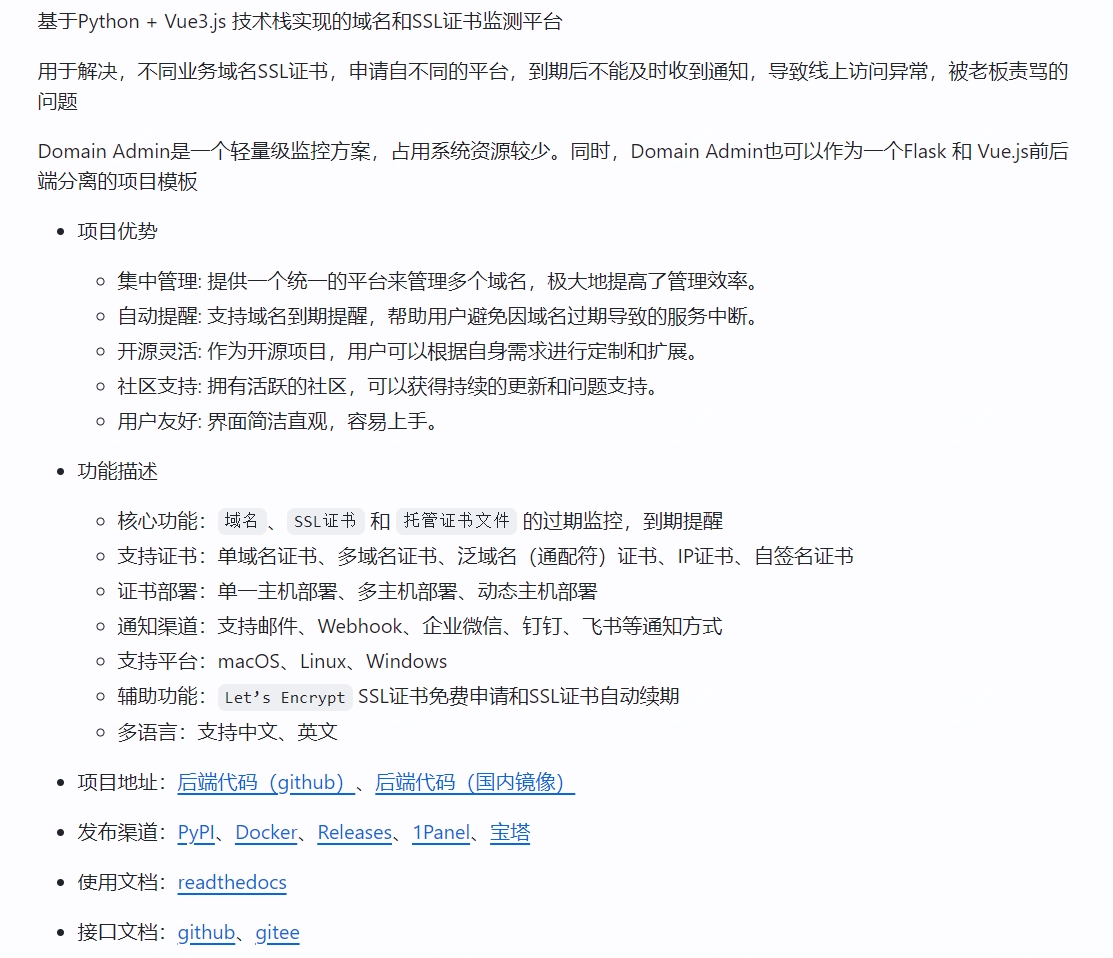 基于Python + Vue3.js 技术栈实现的域名和SSL证书监测平台
用于解决，不同业务域名SSL证书，申请自不同的平台，到期后不能及时收到通知，导致线上访问异常，被老板责骂的
问题
Domain Admin是一个轻量级监控方案，占用系统资源较少。同时，Domain Admin也可以作为一个Flask 和 Vue.js前后
端分离的项目模板
项目优势
集中管理: 提供一个统一的平台来管理多个域名，极大地提高了管理效率。
自动提醒: 支持域名到期提醒，帮助用户避免因域名过期导致的服务中断。
开源灵活: 作为开源项目，用户可以根据自身需求进行定制和扩展。
社区支持: 拥有活跃的社区，可以获得持续的更新和问题支持。
用户友好: 界面简洁直观，容易上手。
功能描述
核心功能：域名、SSL证书 和 托管证书文件 的过期监控，到期提醒
支持证书：单域名证书、多域名证书、泛域名（通配符）证书、IP证书、自签名证书
证书部署：单一主机部署、多主机部署、动态主机部署
通知渠道：支持邮件、Webhook、企业微信、钉钉、飞书等通知方式
支持平台：macOS、Linux、Windows
辅助功能：Let’s Encrypt SSL证书免费申请和SSL证书自动续期
多语言：支持中文、英文
项目地址：后端代码（github）、后端代码（国内镜像）
发布渠道：PyPI、Docker、Releases、1Panel、宝塔
使用文档：readthedocs
接口文档：github、gitee